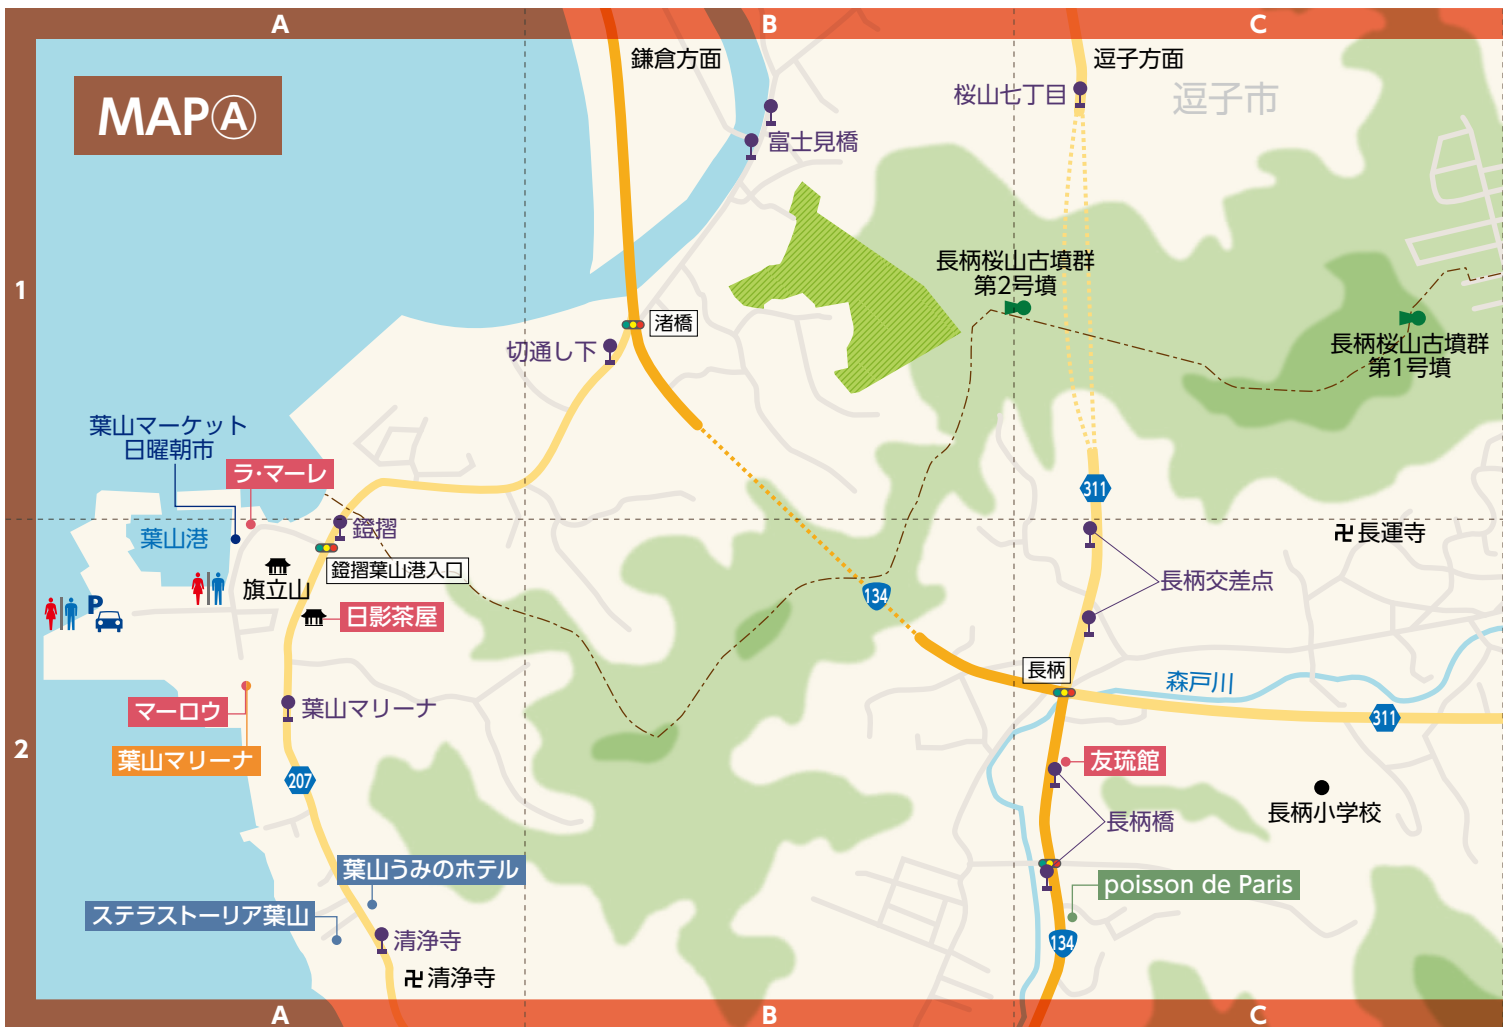 A
B
C
MAPⒶ
鎌倉方面
逗子方面
桜山七丁目
逗子市
富士見橋
長柄桜山古墳群
第2号墳
1
渚橋
切通し下
長柄桜山古墳群
第1号墳
葉山マーケット
日曜朝市
ラ・マーレ
311
葉山港
鐙摺
卍長運寺
鐙摺葉山港入口
旗立山
長柄交差点
134
P
日影茶屋
長柄
森戸川
マーロウ
葉山マリーナ
311
2
葉山マリーナ
友琉館
207
長柄小学校
長柄橋
葉山うみのホテル
poisson de Paris
ステラストーリア葉山
清浄寺
134
卍清浄寺
A
B
C